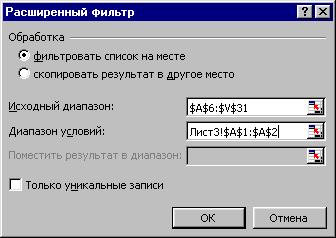 Расширенный фильтр
Обработка
фильтровать список на месте
скопировать результат в другое место
Исходный диапазон: $A$6:$V$31
Диапазон условий: Лист3!$A$1:$A$2
Поместить результат в диапазон:
Только уникальные записи
OK Отмена